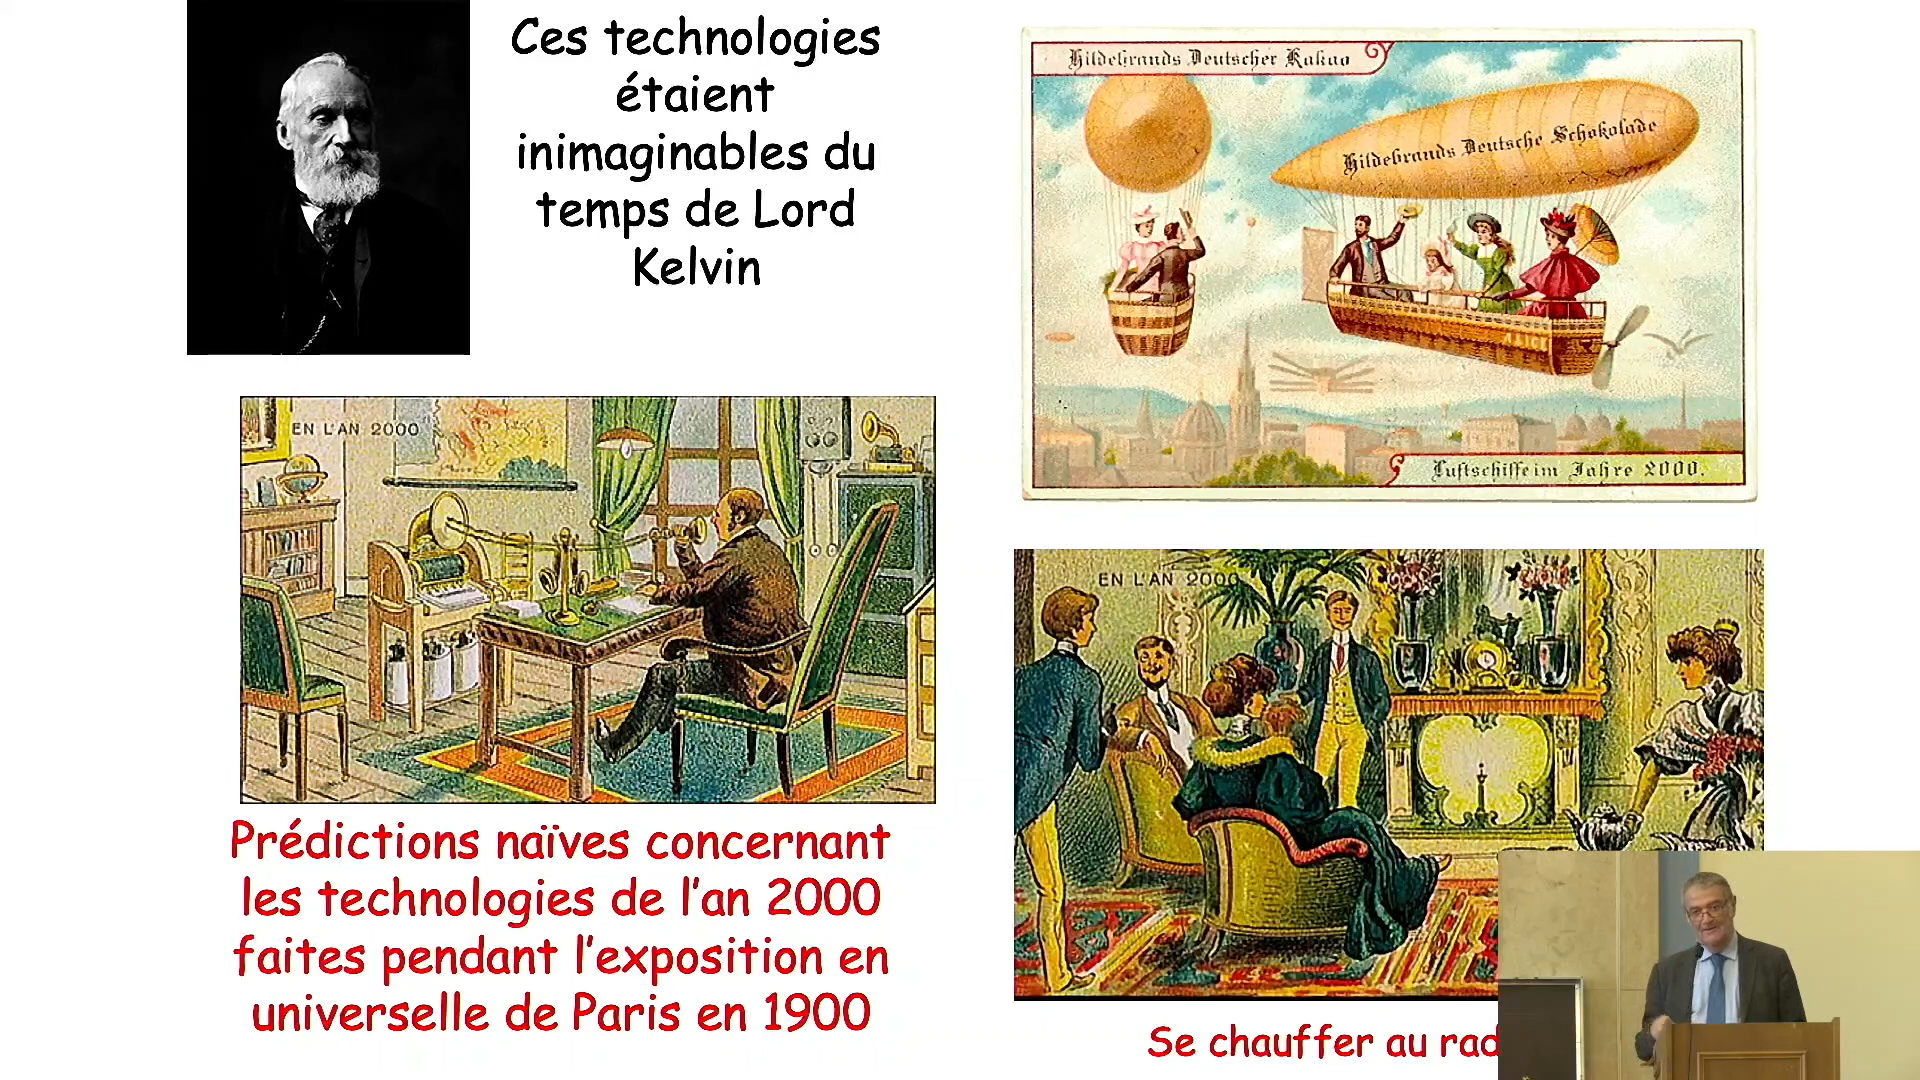 Ces technologies
étaient
inimaginables du
temps de Lord
Kelvin
Hildebrands Deutscher Kakao
Hildebrands Deutsche Schokolade
Luftschiffe im Jahre 2000.
EN L'AN 2000
Prédictions naïves concernant
les technologies de l'an 2000
faites pendant l'exposition en
universelle de Paris en 1900
EN L'AN 2000
Se chauffer au rad